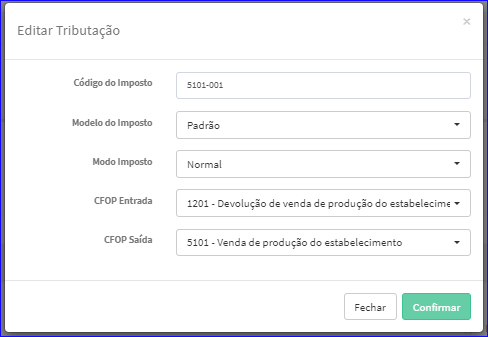 Editar Tributação ×
Código do Imposto 5101-001
Modelo do Imposto Padrão
Modo Imposto Normal
CFOP Entrada 1201 - Devolução de venda de produção do estabelecime
CFOP Saída 5101 - Venda de produção do estabelecimento
Fechar Confirmar